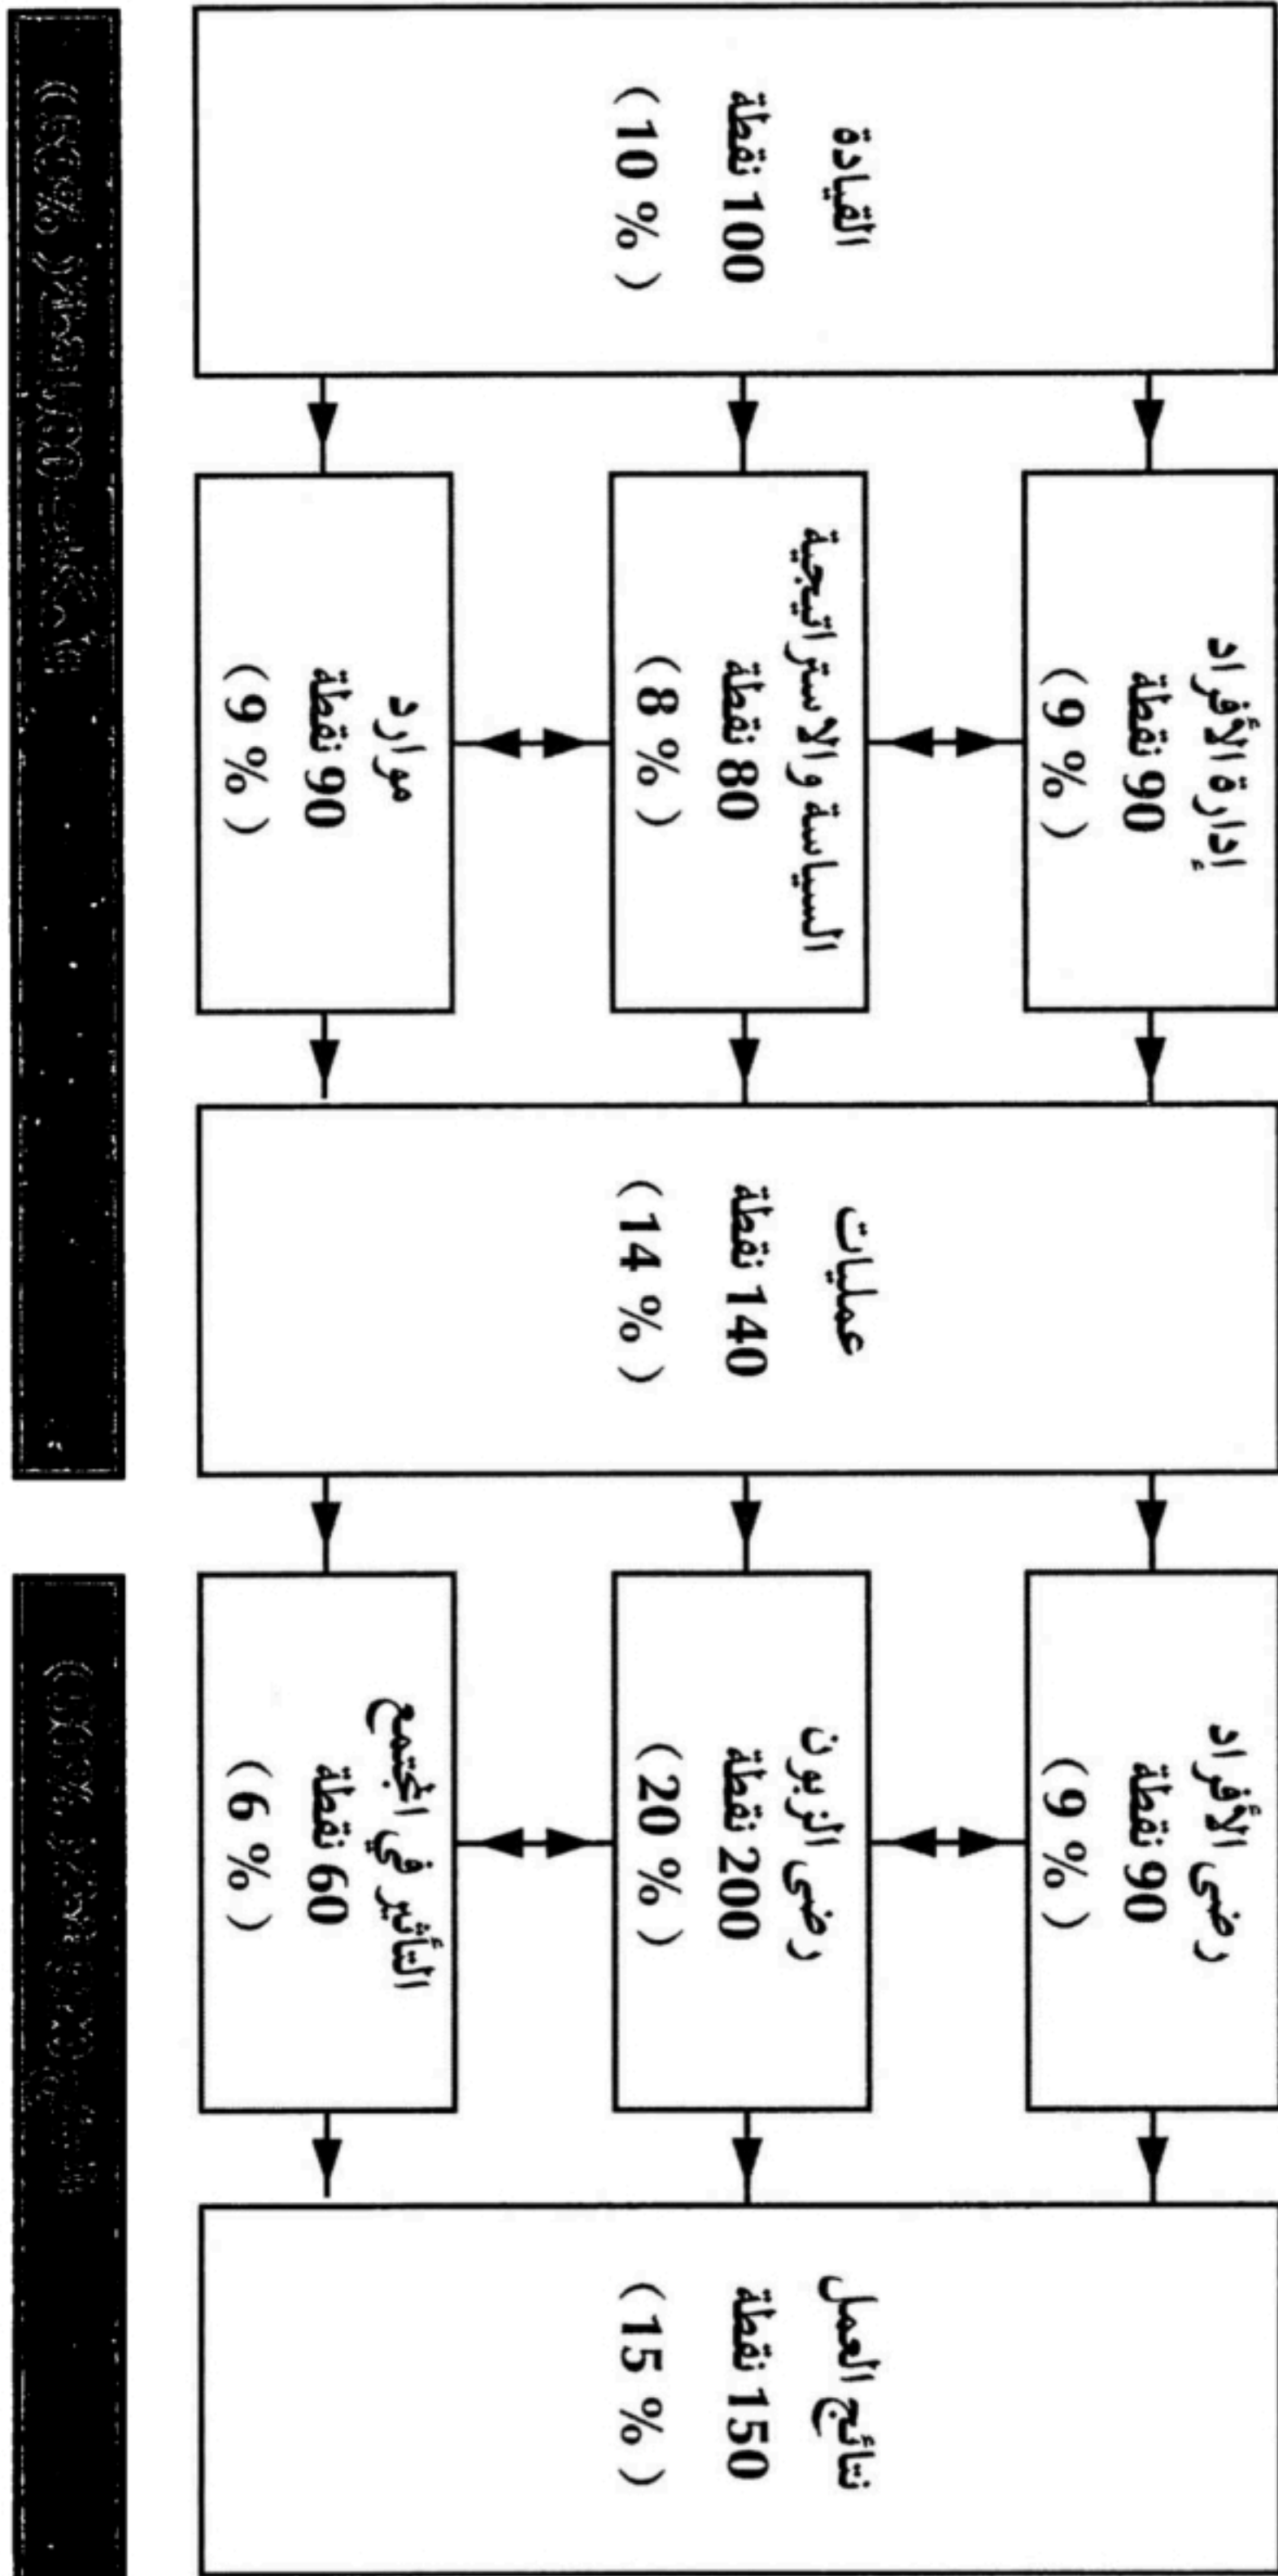 القيادة
100 نقطة
( 10 % )
إدارة الأفراد
90 نقطة
( 9 % )
السياسة والاستراتيجية
80 نقطة
( 8 % )
موارد
90 نقطة
( 9 % )
عمليات
140 نقطة
( 14 % )
رضى الأفراد
90 نقطة
( 9 % )
رضى الزبون
200 نقطة
( 20 % )
التأثير في المجتمع
60 نقطة
( 6 % )
نتائج العمل
150 نقطة
( 15 % )